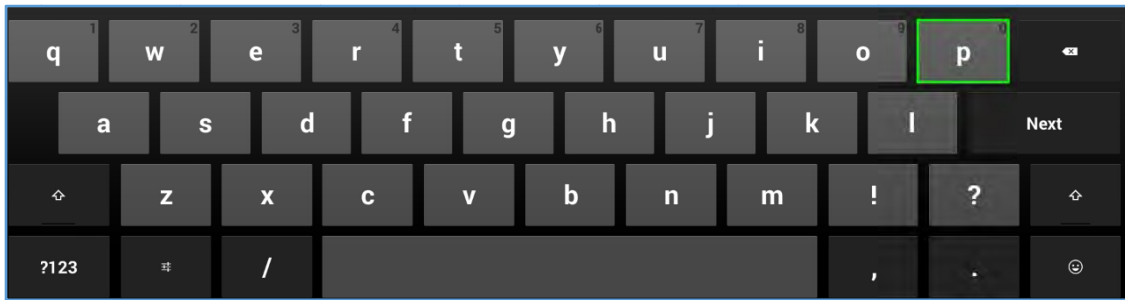 1 2 3 4 5 6 7 8 9 0
q w e r t y u i o p
a s d f g h j k l Next
z x c v b n m ! ?
?123 / , .